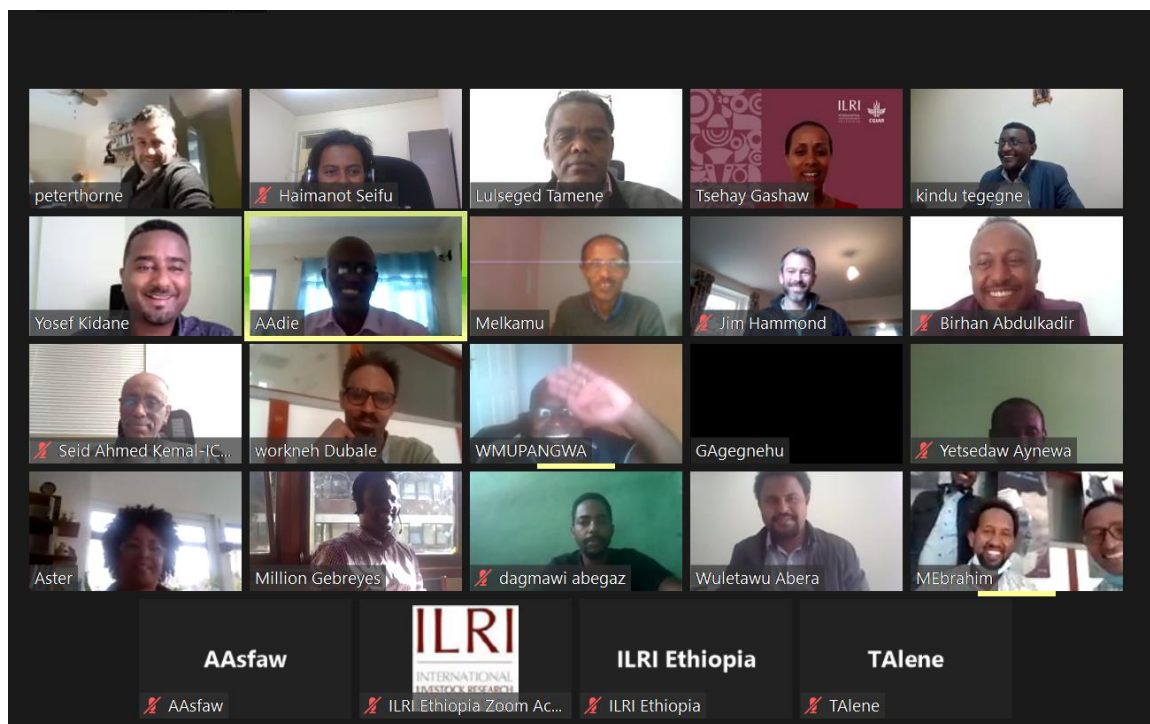 ILRI
CGIAR
peterthorne
Haimanot Seifu
Lulseged Tamene
Tsehay Gashaw
kindu tegegne
Yosef Kidane
AAdie
Melkamu
Jim Hammond
Birhan Abdulkadir
Seid Ahmed Kemal-IC...
workneh Dubale
WMUPANGWA
GAgegnehu
Yetsedaw Aynewa
Aster
Million Gebreyes
dagmawi abegaz
Wuletawu Abera
MEbrahim
AAsfaw
ILRI
INTERNATIONAL
LIVESTOCK RESEARCH
ILRI Ethiopia
TAlene
AAsfaw
ILRI Ethiopia Zoom Ac...
ILRI Ethiopia
TAlene